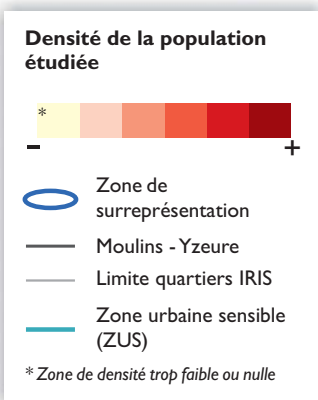 Densité de la population
étudiée
*
- +
Zone de
surreprésentation
Moulins - Yzeure
Limite quartiers IRIS
Zone urbaine sensible
(ZUS)
* Zone de densité trop faible ou nulle